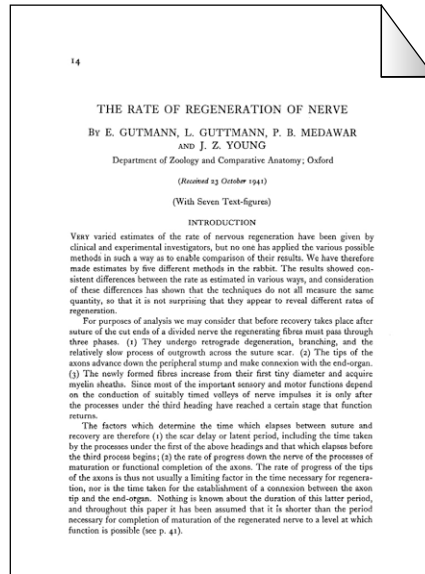 14
THE RATE OF REGENERATION OF NERVE
By E. GUTMANN, L. GUTTMANN, P. B. MEDAWAR
AND J. Z. YOUNG
Department of Zoology and Comparative Anatomy; Oxford
(Received 23 October 1941)
(With Seven Text-figures)
INTRODUCTION
VERY varied estimates of the rate of nervous regeneration have been given by
clinical and experimental investigators, but no one has applied the various possible
methods in such a way as to enable comparison of their results. We have therefore
made estimates by five different methods in the rabbit. The results showed con-
sistent differences between the rate as estimated in various ways, and consideration
of these differences has shown that the techniques do not all measure the same
quantity, so that it is not surprising that they appear to reveal different rates of
regeneration.
For purposes of analysis we may consider that before recovery takes place after
suture of the cut ends of a divided nerve the regenerating fibres must pass through
three phases. (1) They undergo retrograde degeneration, branching, and the
relatively slow process of outgrowth across the suture scar. (2) The tips of the
axons advance down the peripheral stump and make connexion with the end-organ.
(3) The newly formed fibres increase from their first tiny diameter and acquire
myelin sheaths. Since most of the important sensory and motor functions depend
on the conduction of suitably timed volleys of nerve impulses it is only after
the processes under the third heading have reached a certain stage that function
returns.
The factors which determine the time which elapses between suture and
recovery are therefore (1) the scar delay or latent period, including the time taken
by the processes under the first of the above headings and that which elapses before
the third process begins; (2) the rate of progress down the nerve of the processes of
maturation or functional completion of the axons. The rate of progress of the tips
of the axons is thus not usually a limiting factor in the time necessary for regenera-
tion, nor is the time taken for the establishment of a connexion between the axon
tip and the end-organ. Nothing is known about the duration of this latter period,
and throughout this paper it has been assumed that it is shorter than the period
necessary for completion of maturation of the regenerated nerve to a level at which
function is possible (see p. 41).